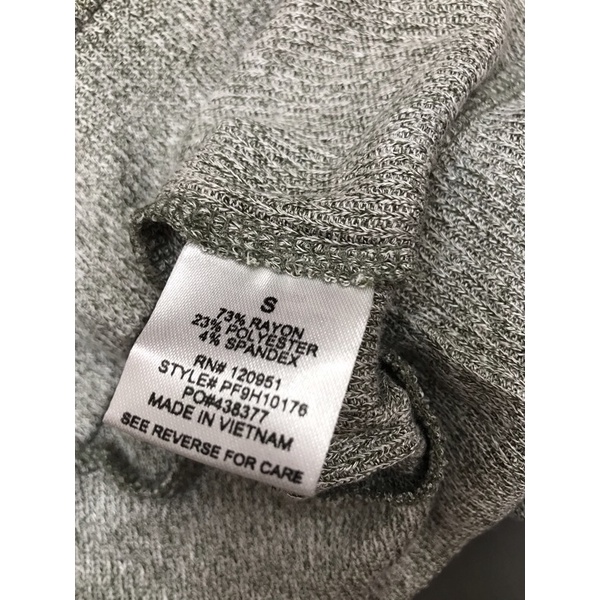 S
73% RAYON
23% POLYESTER
4% SPANDEX
RN# 120951
STYLE# PF9H10176
PO#438377
MADE IN VIETNAM
SEE REVERSE FOR CARE